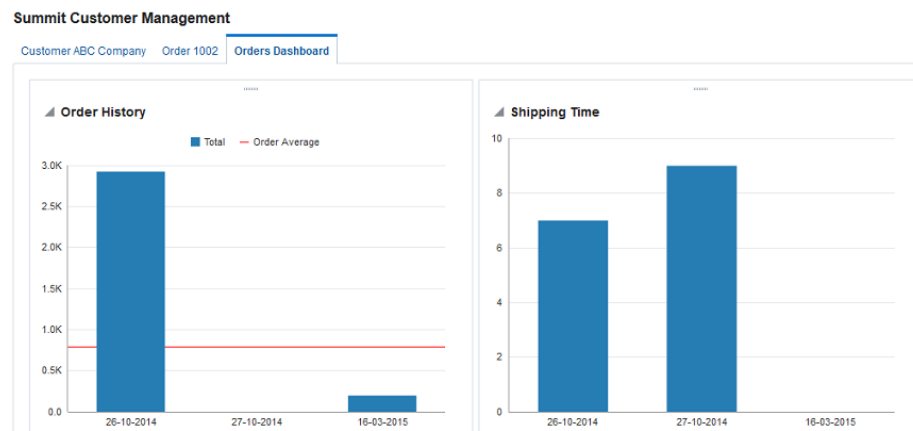 Summit Customer Management
Customer ABC Company Order 1002 Orders Dashboard
Order History
Total Order Average
3.0K
2.5K
2.0K
1.5K
1.0K
0.5K
0.0
26-10-2014 27-10-2014 16-03-2015
Shipping Time
10
8
6
4
2
0
26-10-2014 27-10-2014 16-03-2015